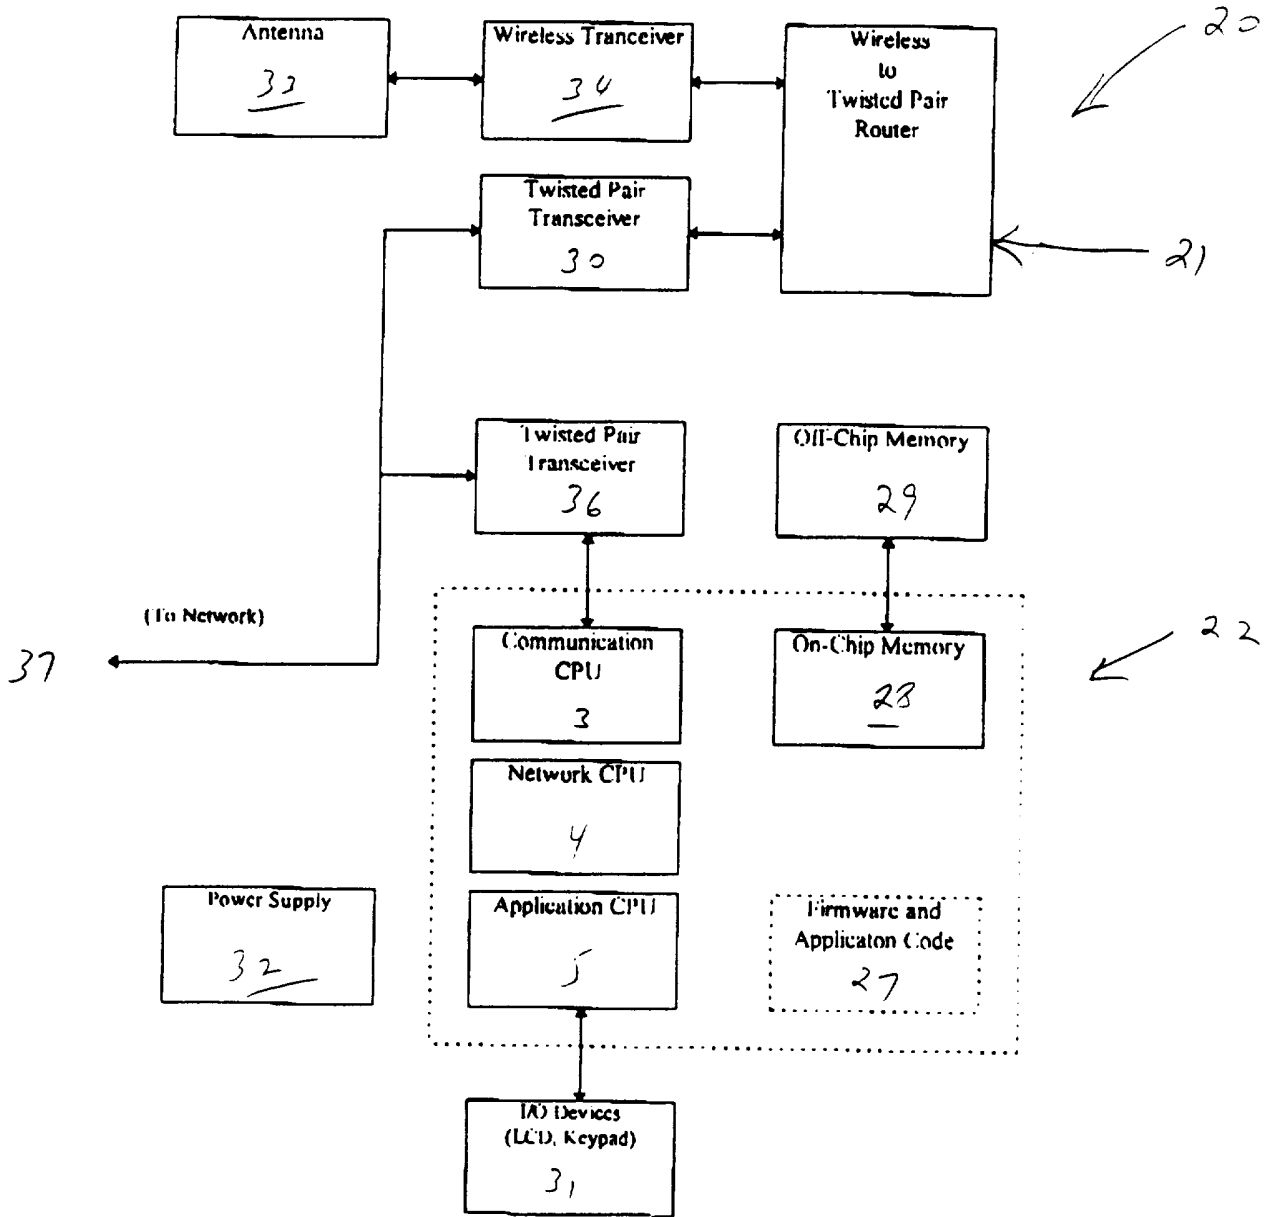 Antenna
33
Wireless Tranceiver
34
Wireless
to
Twisted Pair
Router
20
Twisted Pair
Transceiver
30
21
Twisted Pair
Transceiver
36
Off-Chip Memory
29
(To Network)
37
Communication
CPU
3
On-Chip Memory
28
22
Network CPU
4
Power Supply
32
Application CPU
5
Firmware and
Applicaton Code
27
I/O Devices
(LCD, Keypad)
31